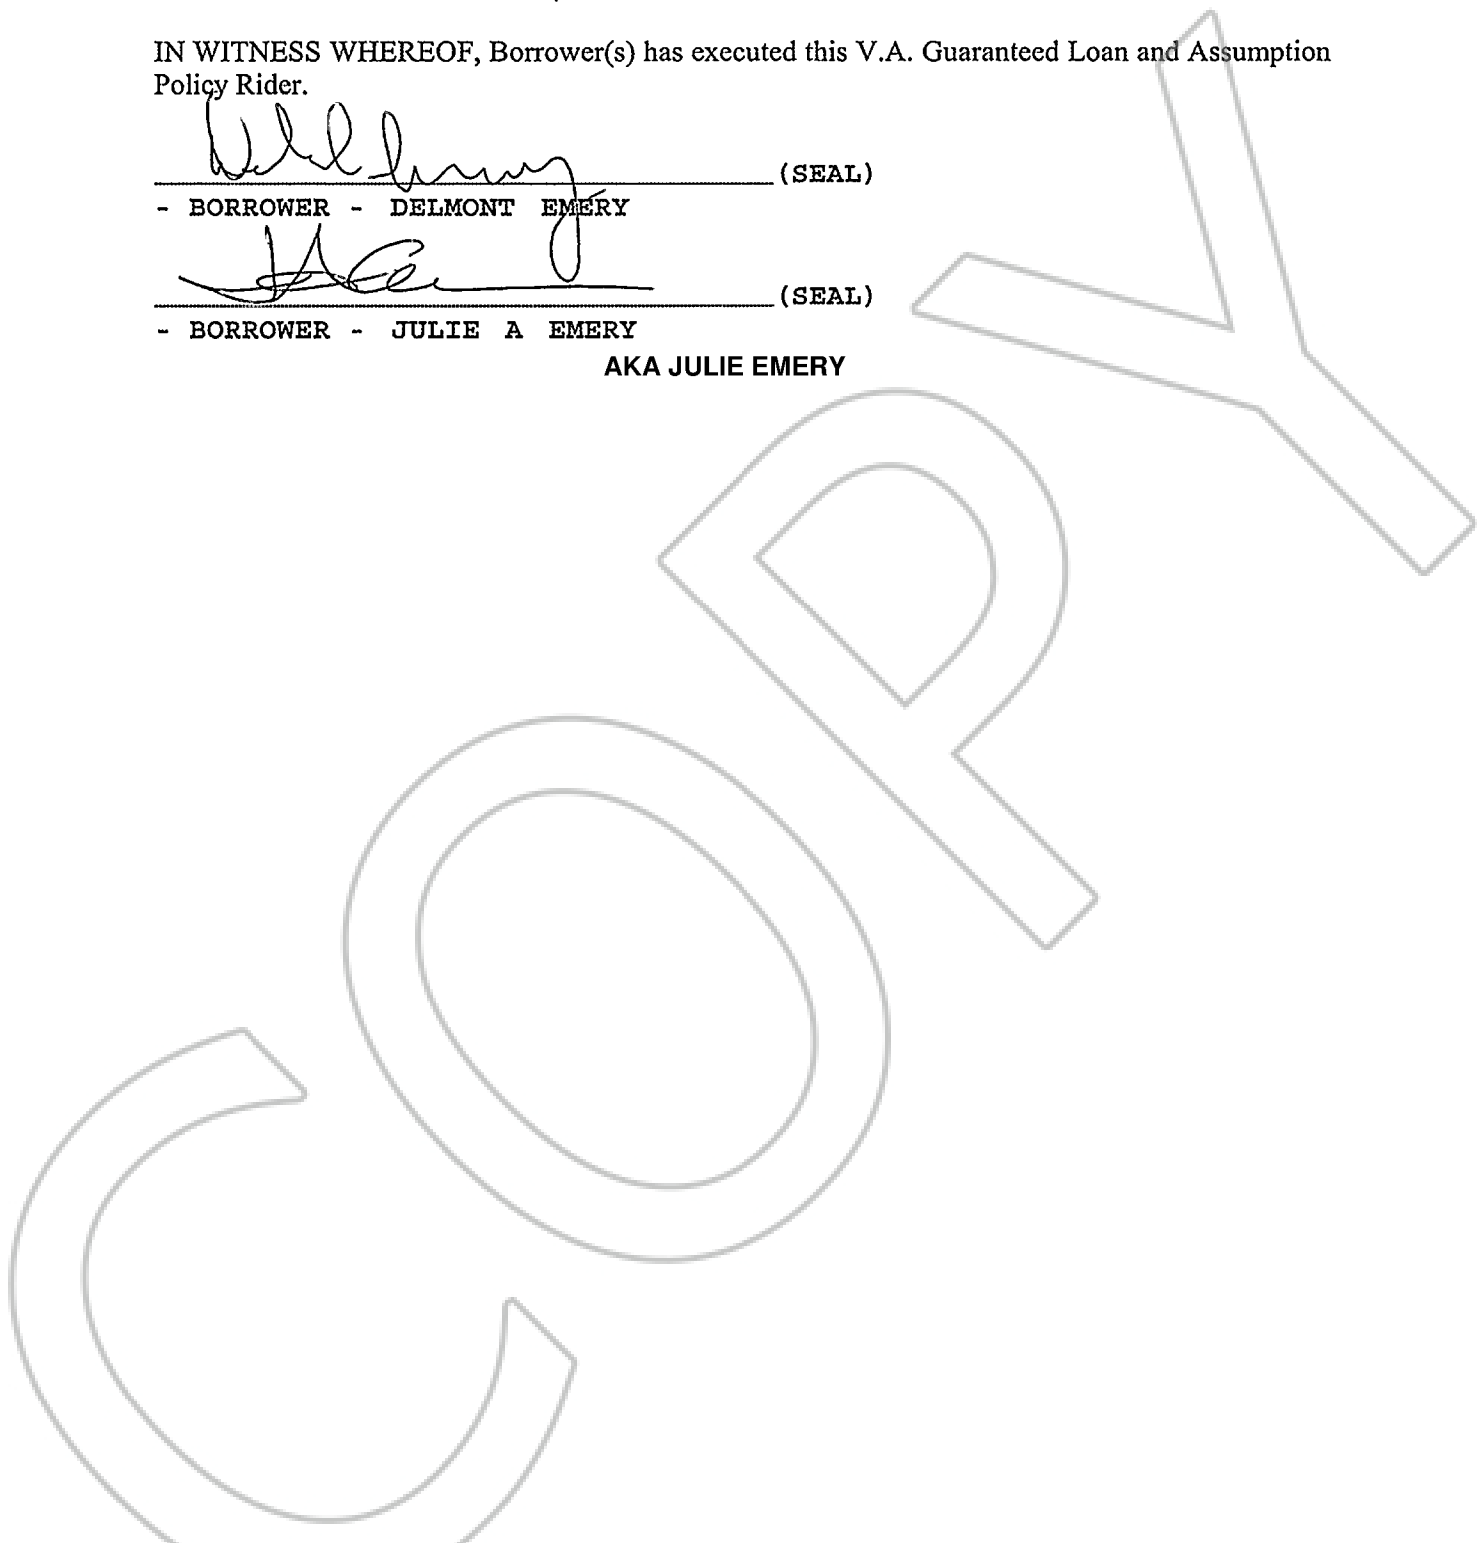 IN WITNESS WHEREOF, Borrower(s) has executed this V.A. Guaranteed Loan and Assumption
Policy Rider.
(SEAL)
- BORROWER - DELMONT EMERY
(SEAL)
- BORROWER - JULIE A EMERY
AKA JULIE EMERY
COPY